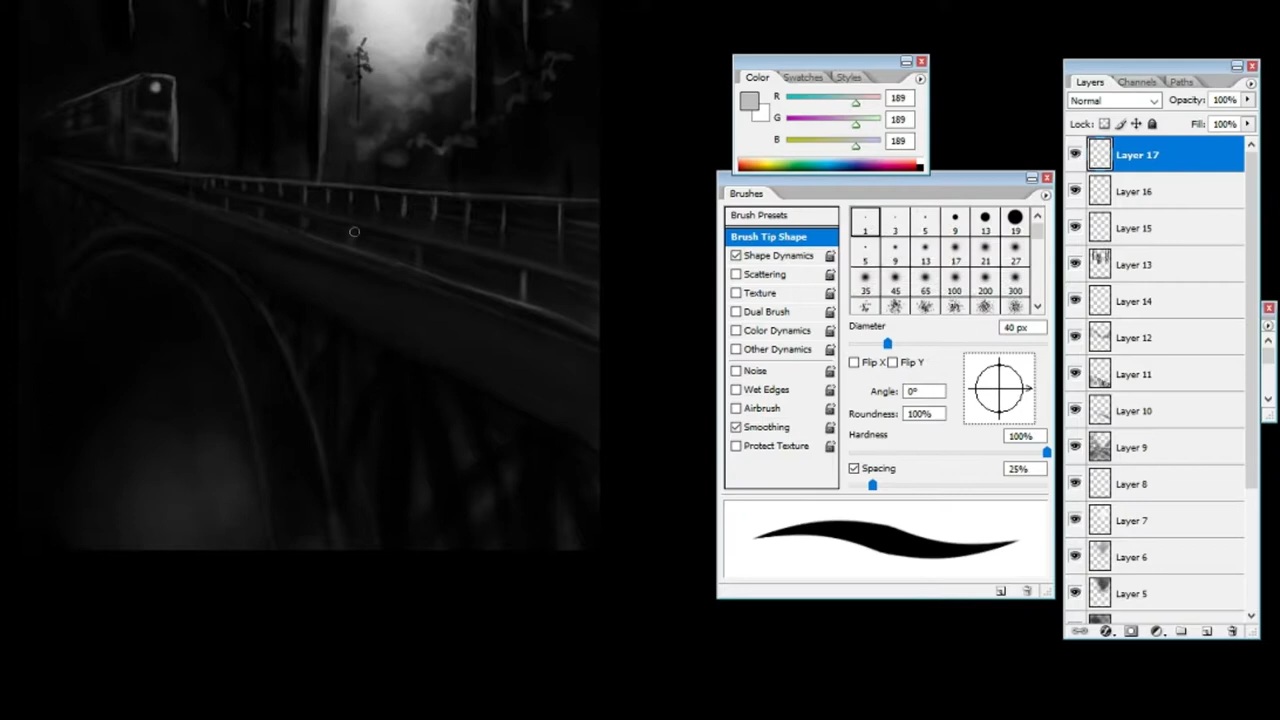 Color Swatches Styles
R 189
G 189
B 189
Brushes
Brush Presets
Brush Tip Shape
Shape Dynamics
Scattering
Texture
Dual Brush
Color Dynamics
Other Dynamics
Noise
Wet Edges
Airbrush
Smoothing
Protect Texture
1 3 5 9 13 19
5 9 13 17 21 27
35 45 65 100 200 300
Diameter 40 px
Flip X Flip Y
Angle: 0°
Roundness: 100%
Hardness 100%
Spacing 25%
Layers Channels Paths
Normal Opacity: 100%
Lock: Fill: 100%
Layer 17
Layer 16
Layer 15
Layer 13
Layer 14
Layer 12
Layer 11
Layer 10
Layer 9
Layer 8
Layer 7
Layer 6
Layer 5